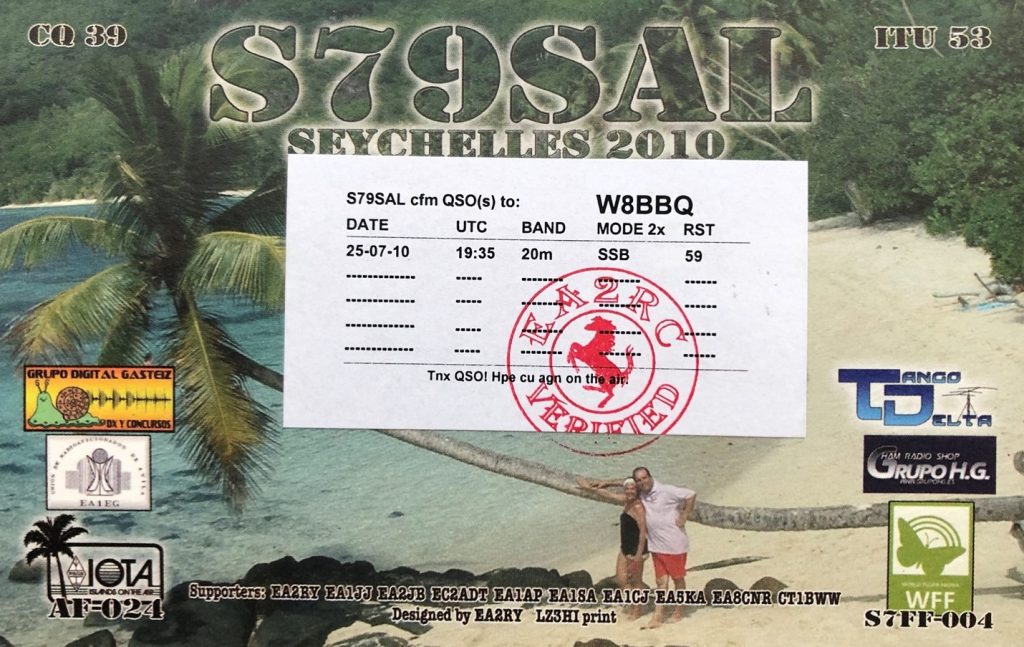 CQ 39
ITU 53
S79SAL
SEYCHELLES 2010
S79SAL cfm QSO(s) to: W8BBQ
DATE UTC BAND MODE 2x RST
25-07-10 19:35 20m SSB 59
Tnx QSO! Hpe cu agn on the air.
EA2RC
VERIFIED
GRUPO DIGITAL GASTEIZ
DX Y CONCURSOS
EA1EG
IOTA
ISLANDS ON THE AIR
AF-024
TANGO
DELTA
HAM RADIO SHOP
GRUPO H.G.
WORLD FLORA FAUNA
WFF
S7FF-004
Supporters: EA2RY EA1JJ EA2JB EC2ADT EA1AP EA1SA EA1CJ EA5KA EA8CNR CT1BWW
Designed by EA2RY LZ3HI print